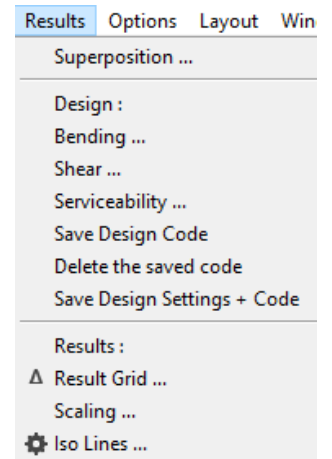 Results Options Layout
Superposition ...
Design :
Bending ...
Shear ...
Serviceability ...
Save Design Code
Delete the saved code
Save Design Settings + Code
Results :
Δ Result Grid ...
Scaling ...
Iso Lines ...